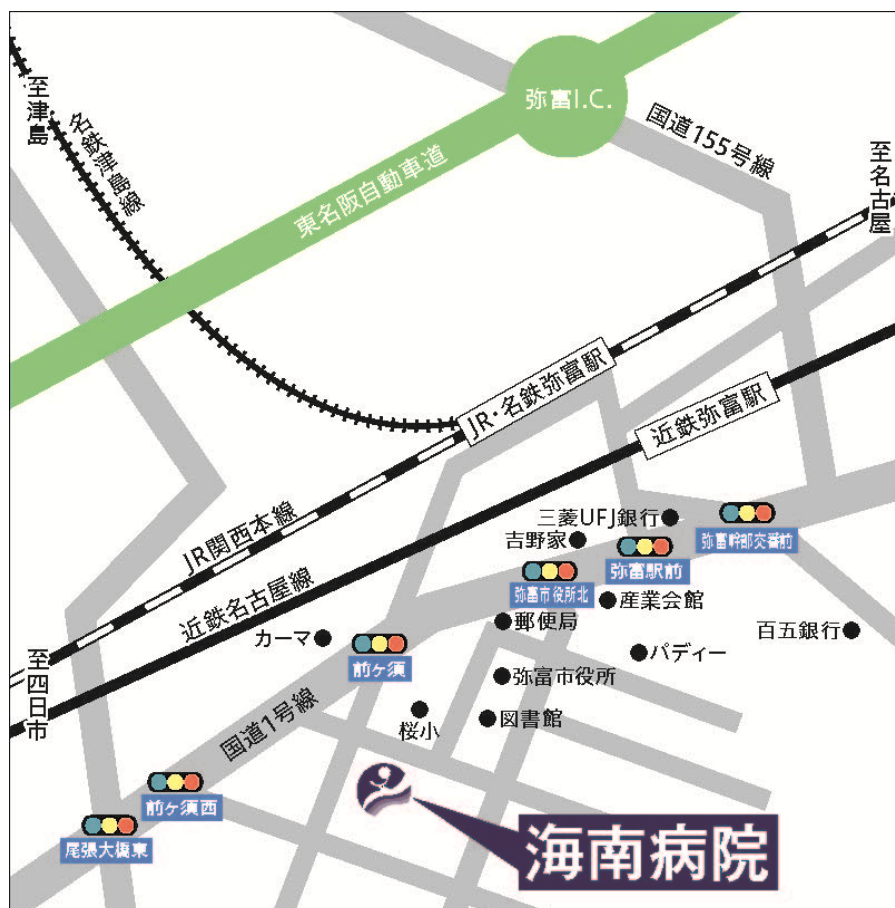 弥富I.C.
国道155号線
至津島
名鉄津島線
東名阪自動車道
至名古屋
JR・名鉄弥富駅
近鉄弥富駅
JR関西本線
近鉄名古屋線
三菱UFJ銀行
弥富幹部交番前
吉野家
弥富駅前
弥富市役所北
産業会館
郵便局
百五銀行
カーマ
前ヶ須
パディー
至四日市
弥富市役所
国道1号線
桜小
図書館
前ヶ須西
尾張大橋東
海南病院